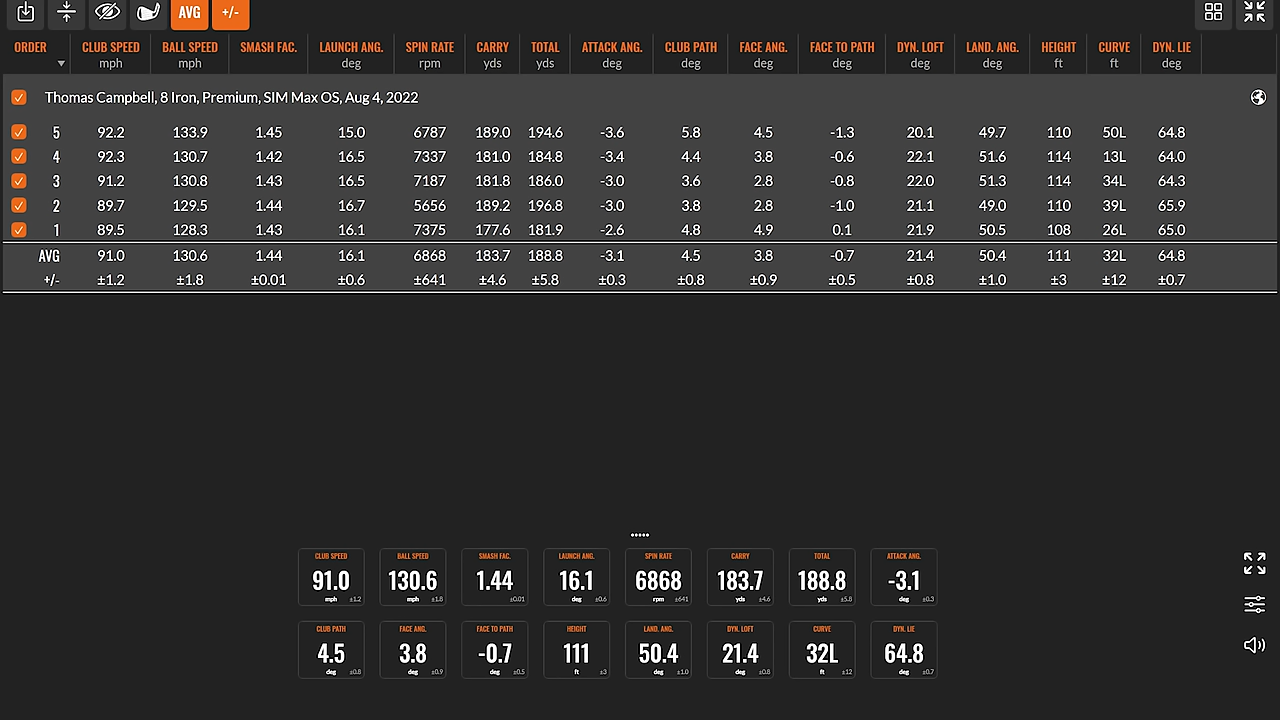 AVG +/-
ORDER CLUB SPEED BALL SPEED SMASH FAC. LAUNCH ANG. SPIN RATE CARRY TOTAL ATTACK ANG. CLUB PATH FACE ANG. FACE TO PATH DYN. LOFT LAND. ANG. HEIGHT CURVE DYN. LIE
mph mph deg rpm yds yds deg deg deg deg deg deg ft ft deg
Thomas Campbell, 8 Iron, Premium, SIM Max OS, Aug 4, 2022
5 92.2 133.9 1.45 15.0 6787 189.0 194.6 -3.6 5.8 4.5 -1.3 20.1 49.7 110 50L 64.8
4 92.3 130.7 1.42 16.5 7337 181.0 184.8 -3.4 4.4 3.8 -0.6 22.1 51.6 114 13L 64.0
3 91.2 130.8 1.43 16.5 7187 181.8 186.0 -3.0 3.6 2.8 -0.8 22.0 51.3 114 34L 64.3
2 89.7 129.5 1.44 16.7 5656 189.2 196.8 -3.0 3.8 2.8 -1.0 21.1 49.0 110 39L 65.9
1 89.5 128.3 1.43 16.1 7375 177.6 181.9 -2.6 4.8 4.9 0.1 21.9 50.5 108 26L 65.0
AVG 91.0 130.6 1.44 16.1 6868 183.7 188.8 -3.1 4.5 3.8 -0.7 21.4 50.4 111 32L 64.8
+/- ±1.2 ±1.8 ±0.01 ±0.6 ±641 ±4.6 ±5.8 ±0.3 ±0.8 ±0.9 ±0.5 ±0.8 ±1.0 ±3 ±12 ±0.7
CLUB SPEED BALL SPEED SMASH FAC. LAUNCH ANG. SPIN RATE CARRY TOTAL ATTACK ANG.
91.0 130.6 1.44 16.1 6868 183.7 188.8 -3.1
mph ±1.2 mph ±1.8 ±0.01 deg ±0.6 rpm ±641 yds ±4.6 yds ±5.8 deg ±0.3
CLUB PATH FACE ANG. FACE TO PATH HEIGHT LAND. ANG. DYN. LOFT CURVE DYN. LIE
4.5 3.8 -0.7 111 50.4 21.4 32L 64.8
deg ±0.8 deg ±0.9 deg ±0.5 ft ±3 deg ±1.0 deg ±0.8 ft ±12 deg ±0.7